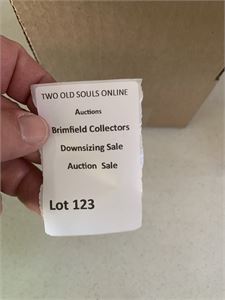 TWO OLD SOULS ONLINE
Auctions
Brimfield Collectors
Downsizing Sale
Auction Sale
Lot 123